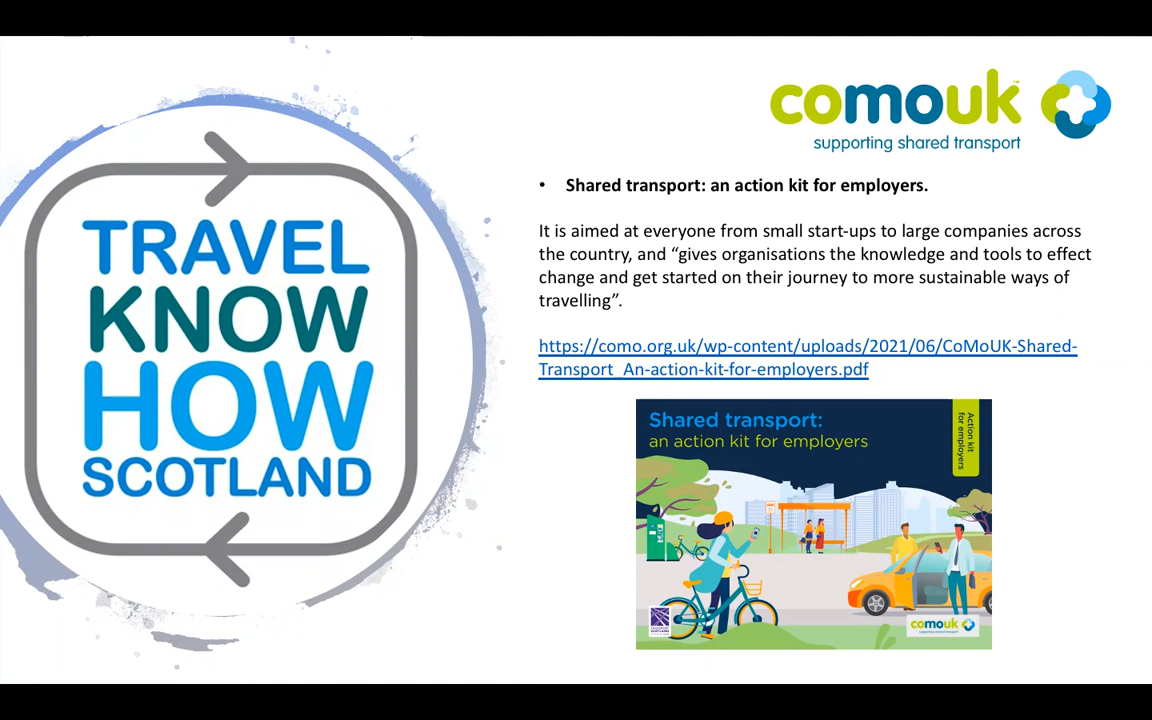 TRAVEL
KNOW
HOW
SCOTLAND
comouk™
supporting shared transport
• Shared transport: an action kit for employers.
It is aimed at everyone from small start-ups to large companies across
the country, and “gives organisations the knowledge and tools to effect
change and get started on their journey to more sustainable ways of
travelling”.
https://como.org.uk/wp-content/uploads/2021/06/CoMoUK-Shared-
Transport_An-action-kit-for-employers.pdf
Shared transport:
an action kit for employers
Action kit
for employers
TRANSPORT
SCOTLAND
comouk
supporting shared transport